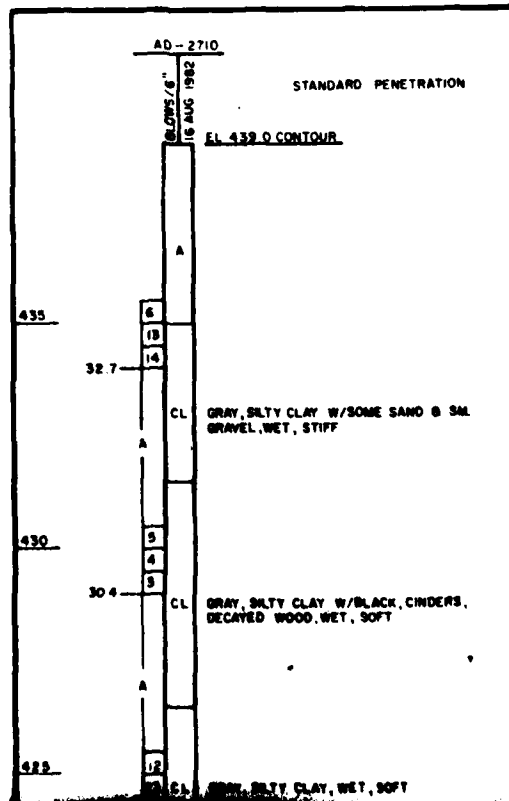 AD-2710
BLOWS/6"
16 AUG 1982
STANDARD PENETRATION
EL 439.0 CONTOUR
A
6
435
13
14
32.7
CL GRAY, SILTY CLAY W/SOME SAND & SM.
GRAVEL, WET, STIFF
A
5
430
4
3
30.4
CL GRAY, SILTY CLAY W/BLACK, CINDERS,
DECAYED WOOD, WET, SOFT
A
12
425
CL GRAY, SILTY CLAY, WET, SOFT